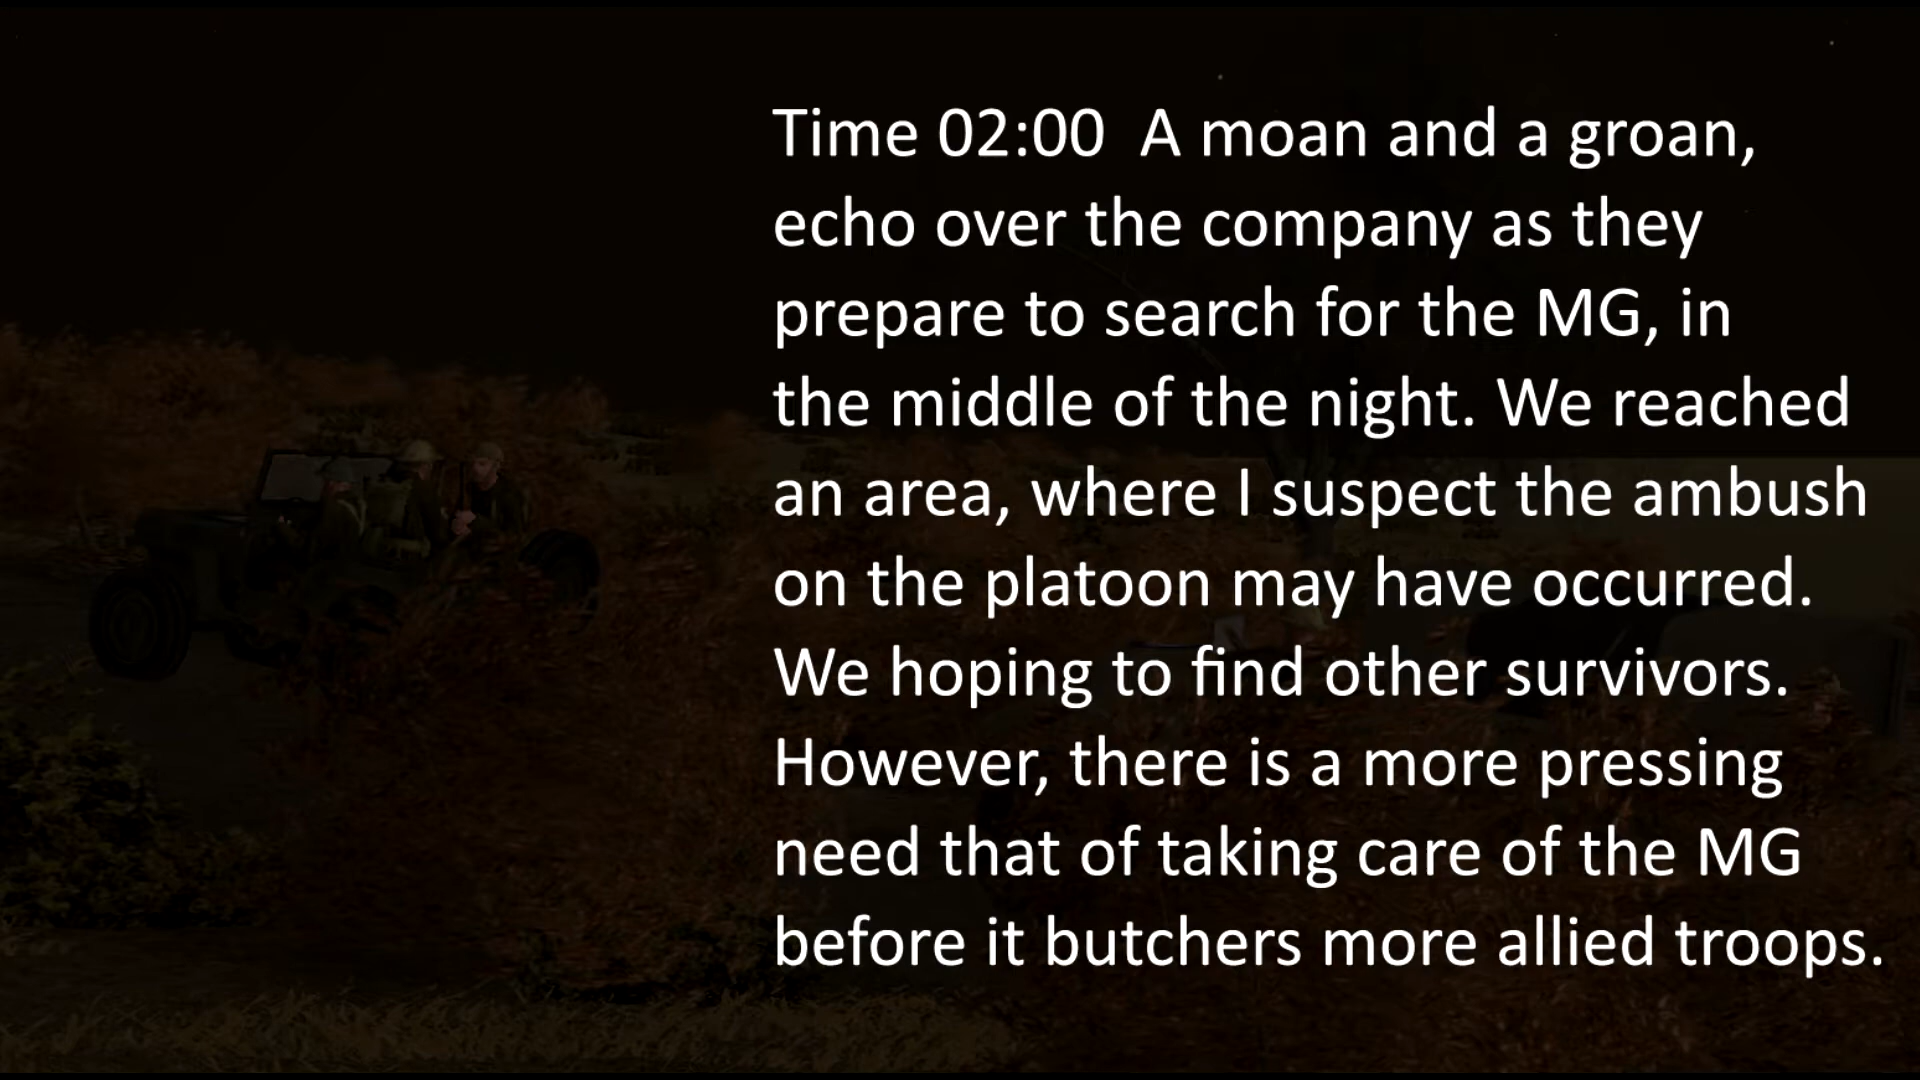 Time 02:00  A moan and a groan,
echo over the company as they
prepare to search for the MG, in
the middle of the night. We reached
an area, where I suspect the ambush
on the platoon may have occurred.
We hoping to find other survivors.
However, there is a more pressing
need that of taking care of the MG
before it butchers more allied troops.